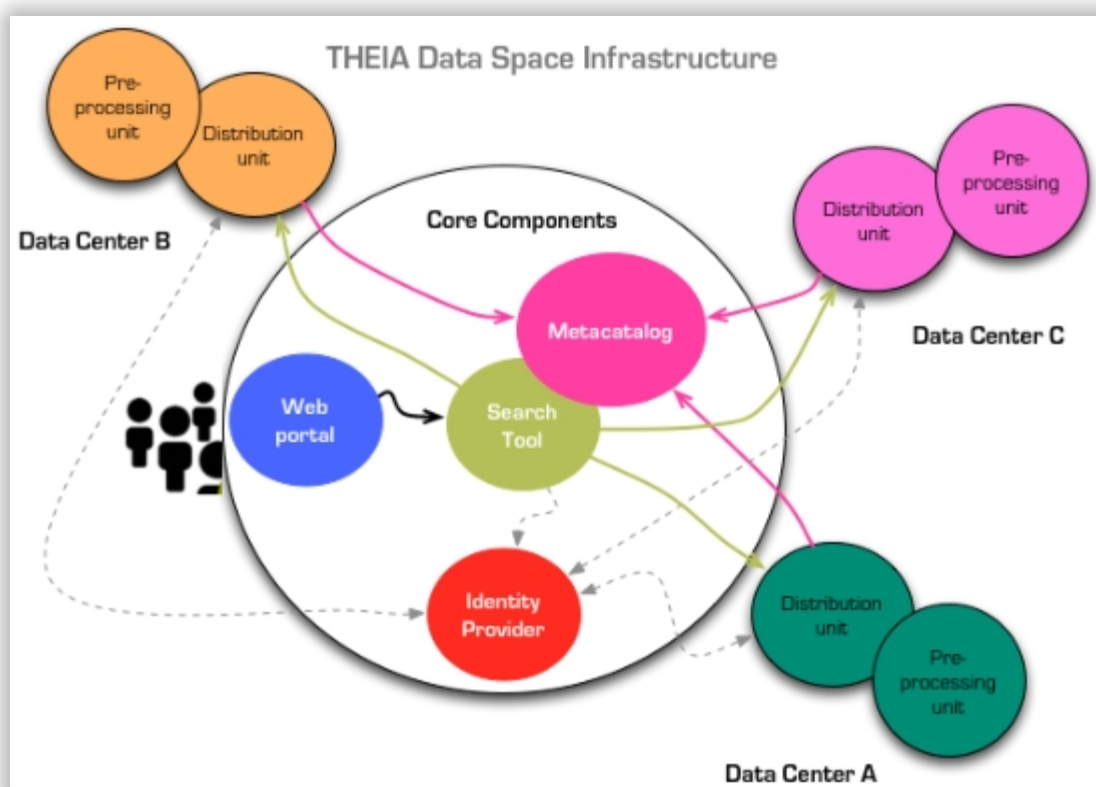 THEIA Data Space Infrastructure
Pre-
processing
unit
Distribution
unit
Data Center B
Core Components
Pre-
processing
unit
Distribution
unit
Data Center C
Metacatalog
Web
portal
Search
Tool
Identity
Provider
Distribution
unit
Pre-
processing
unit
Data Center A